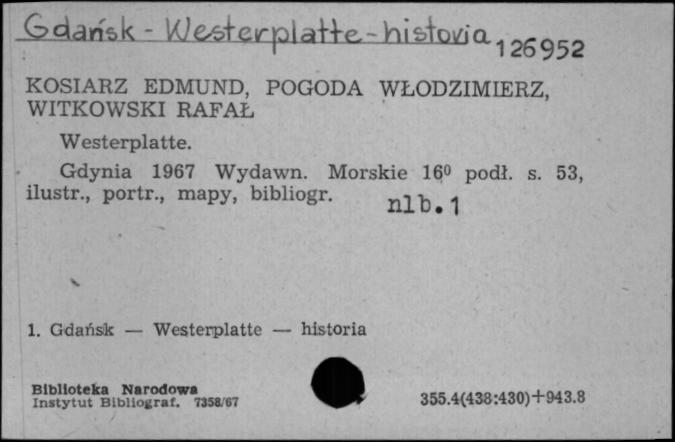 Gdańsk - Westerplatte - historia
126952
KOSIARZ EDMUND, POGODA WŁODZIMIERZ,
WITKOWSKI RAFAŁ
Westerplatte.
Gdynia 1967 Wydawn. Morskie 16⁰ podł. s. 53,
ilustr., portr., mapy, bibliogr.
nlb. 1
1. Gdańsk — Westerplatte — historia
Biblioteka Narodowa
Instytut Bibliograf. 7358/67
355.4(438:430)+943.8